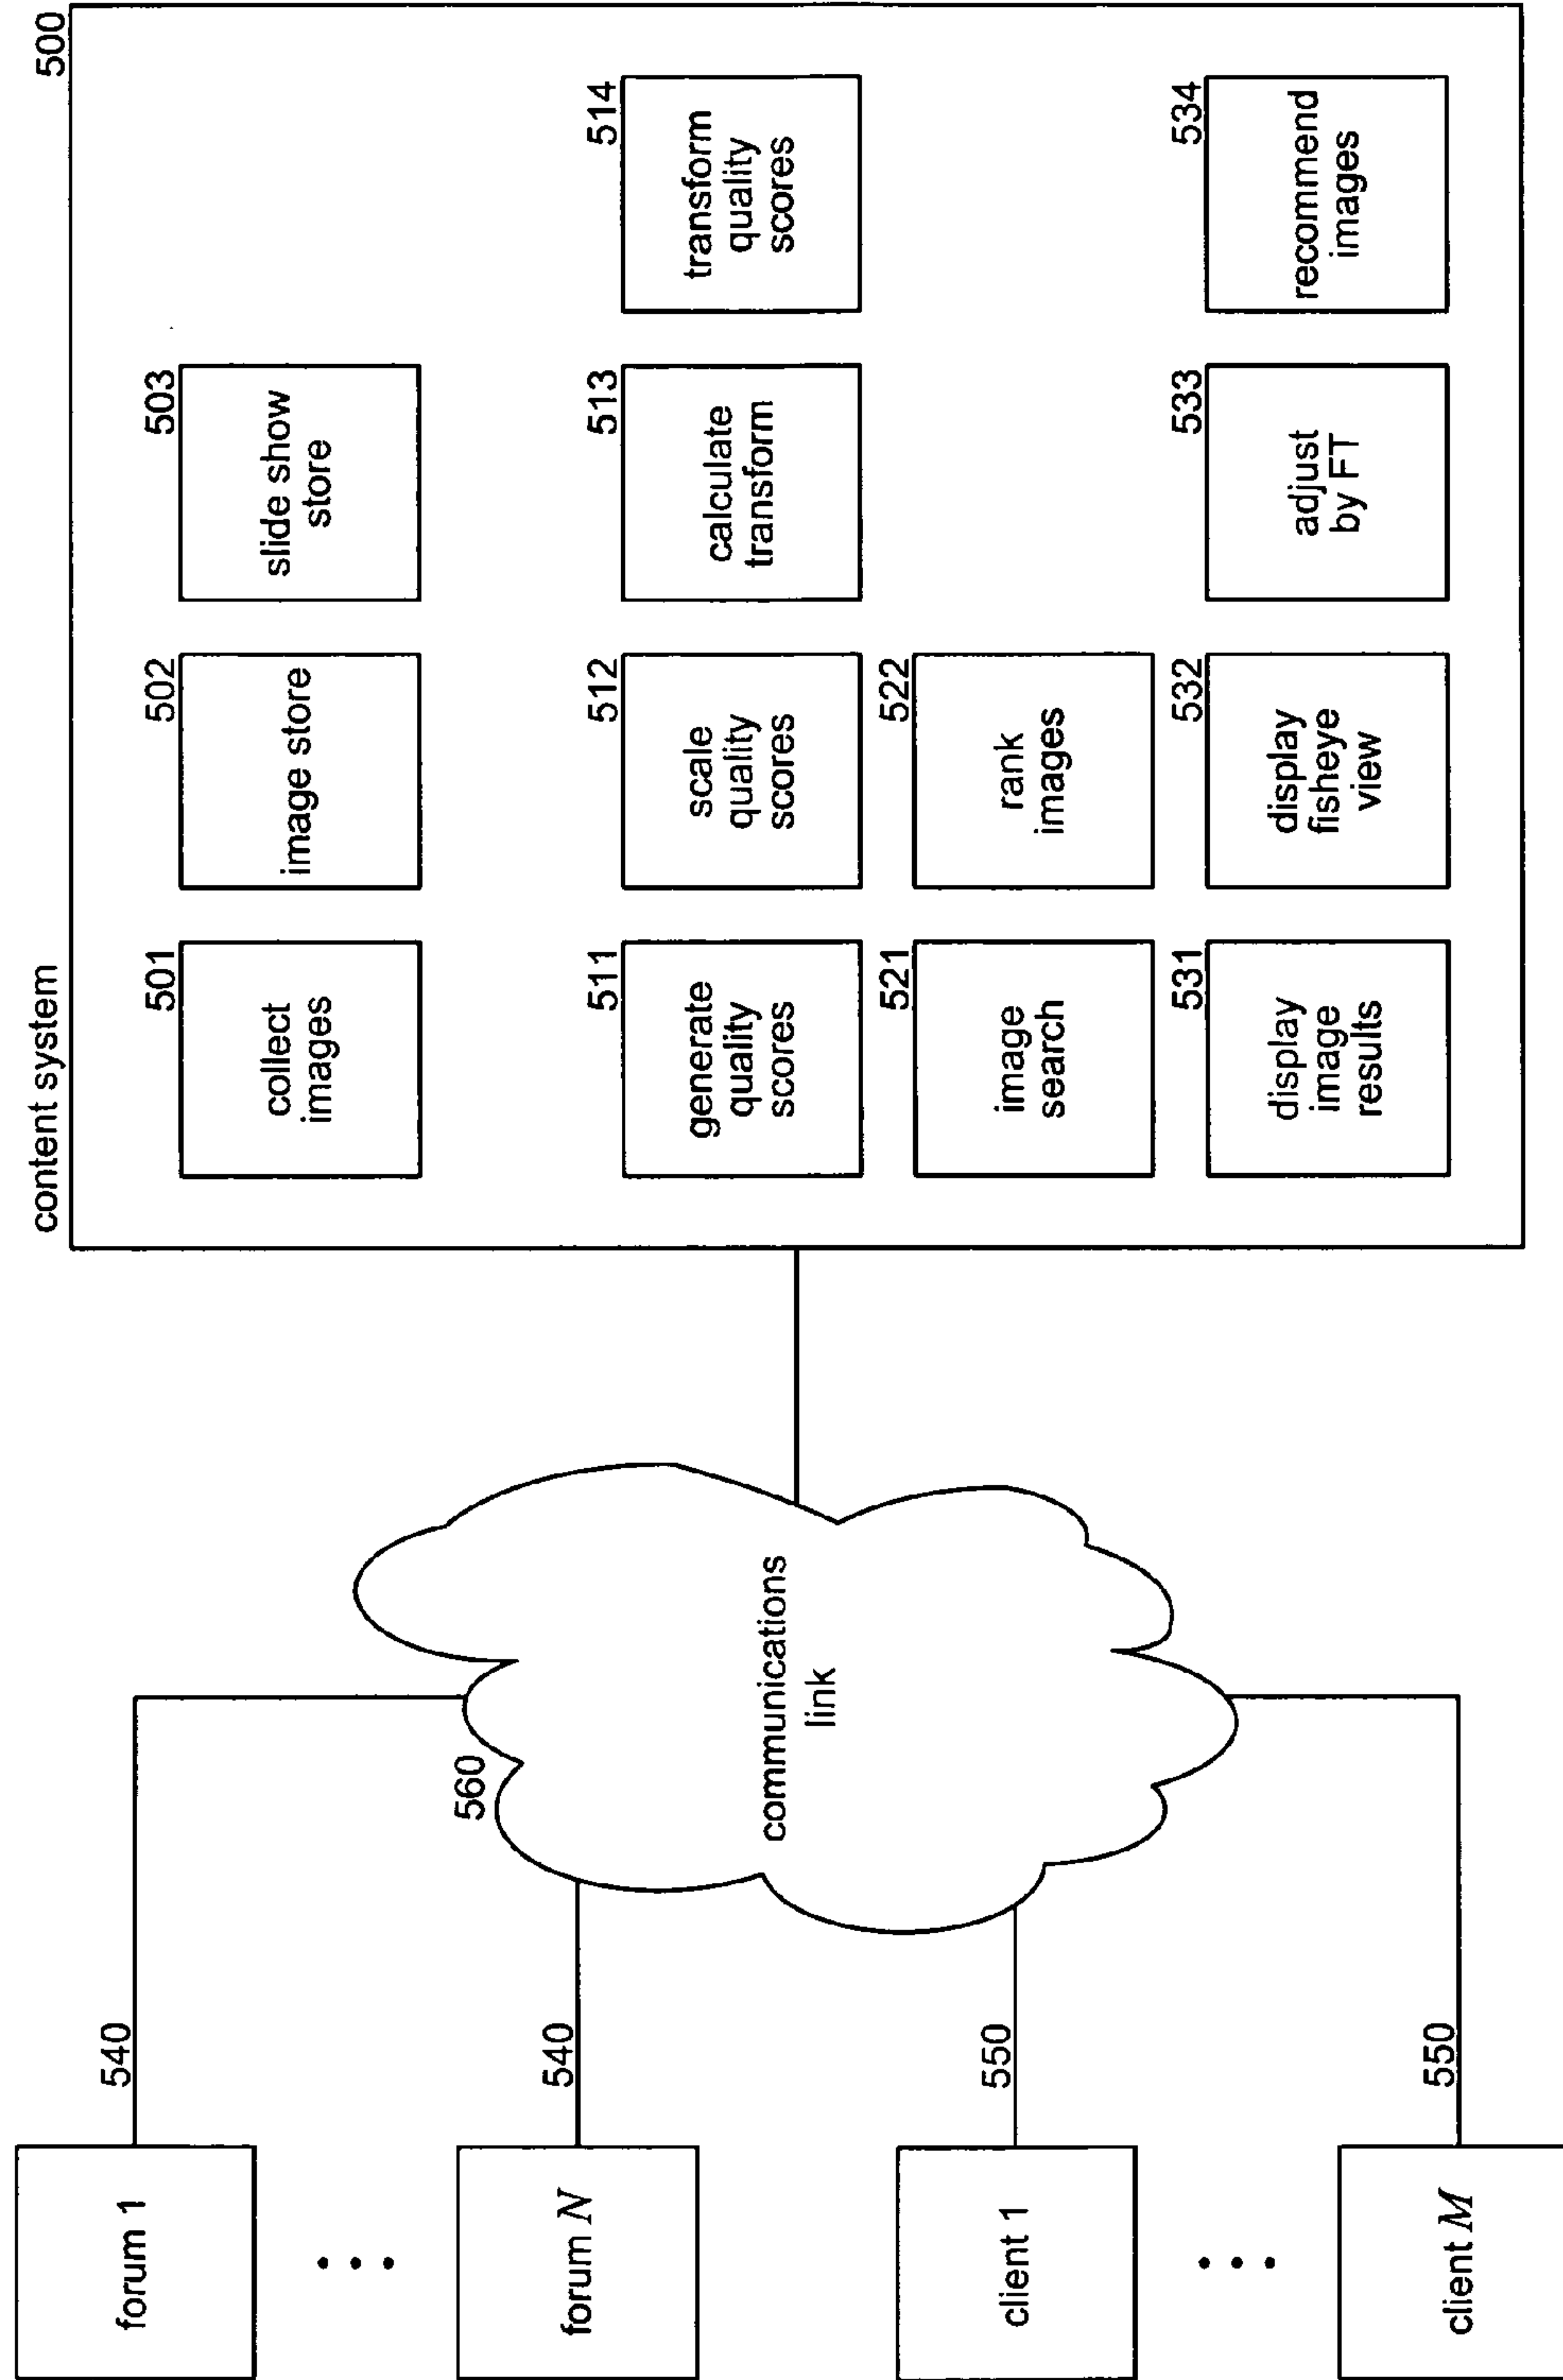 content system
500
501
collect
images
502
image store
503
slide show
store
511
generate
quality
scores
512
scale
quality
scores
513
calculate
transform
514
transform
quality
scores
521
image
search
522
rank
images
531
display
image
results
532
display
fisheye
view
533
adjust
by FT
534
recommend
images
560
communications
link
540
forum 1
540
forum N
550
client 1
550
client M